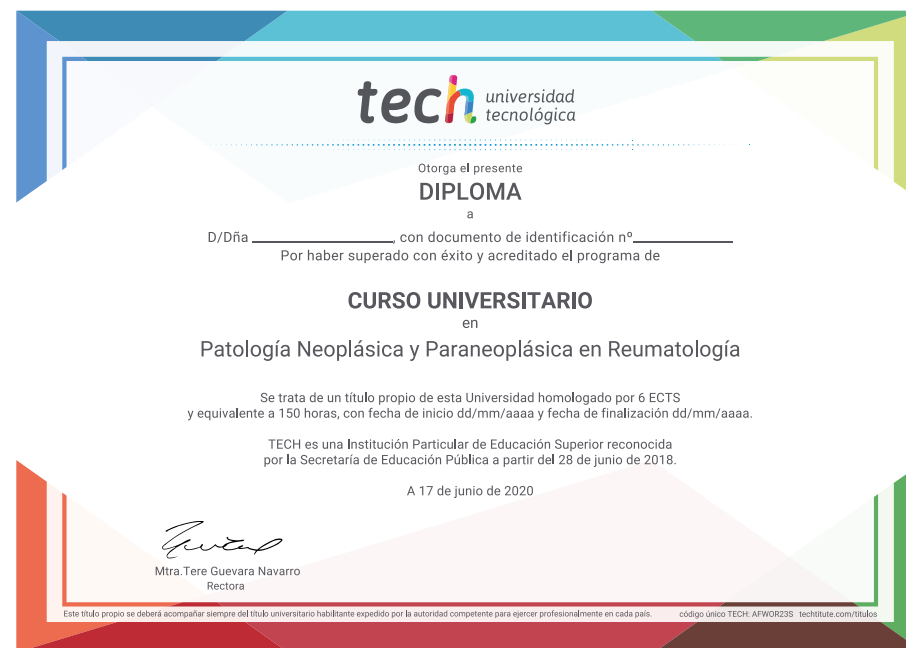 tech universidad
tecnológica
Otorga el presente
DIPLOMA
a
D/Dña ____________, con documento de identificación nº____________
Por haber superado con éxito y acreditado el programa de
CURSO UNIVERSITARIO
en
Patología Neoplásica y Paraneoplásica en Reumatología
Se trata de un título propio de esta Universidad homologado por 6 ECTS
y equivalente a 150 horas, con fecha de inicio dd/mm/aaaa y fecha de finalización dd/mm/aaaa.
TECH es una Institución Particular de Educación Superior reconocida
por la Secretaría de Educación Pública a partir del 28 de junio de 2018.
A 17 de junio de 2020
Mtra.Tere Guevara Navarro
Rectora
Este título propio se deberá acompañar siempre del título universitario habilitante expedido por la autoridad competente para ejercer profesionalmente en cada país. código único TECH: AFWOR23S techtitute.com/titulos